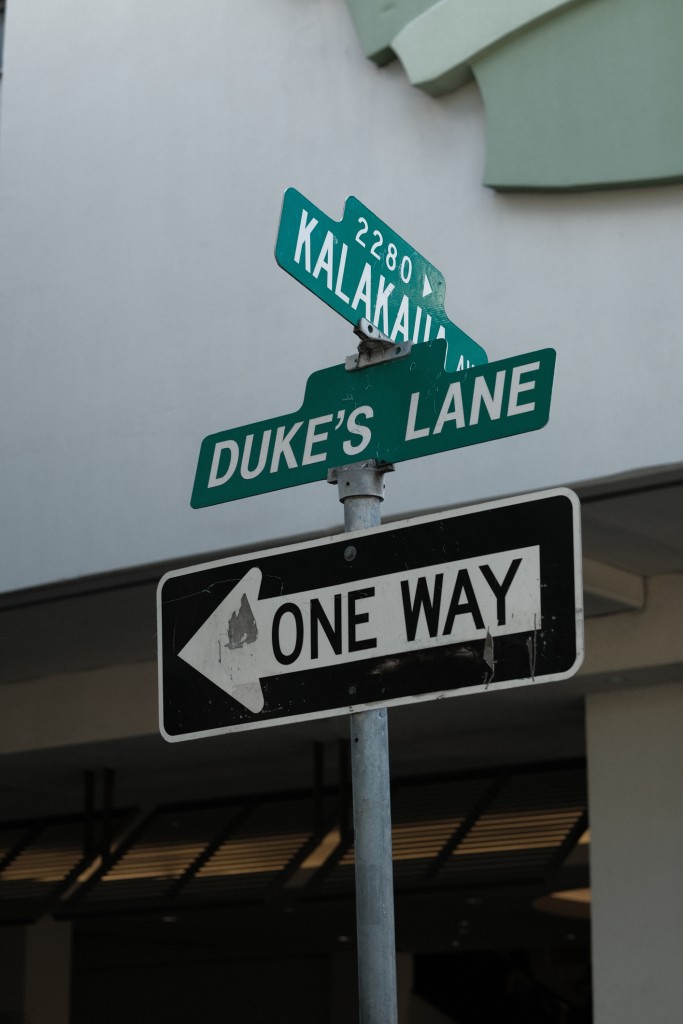 2280
KALAKAUA
DUKE'S LANE
ONE WAY